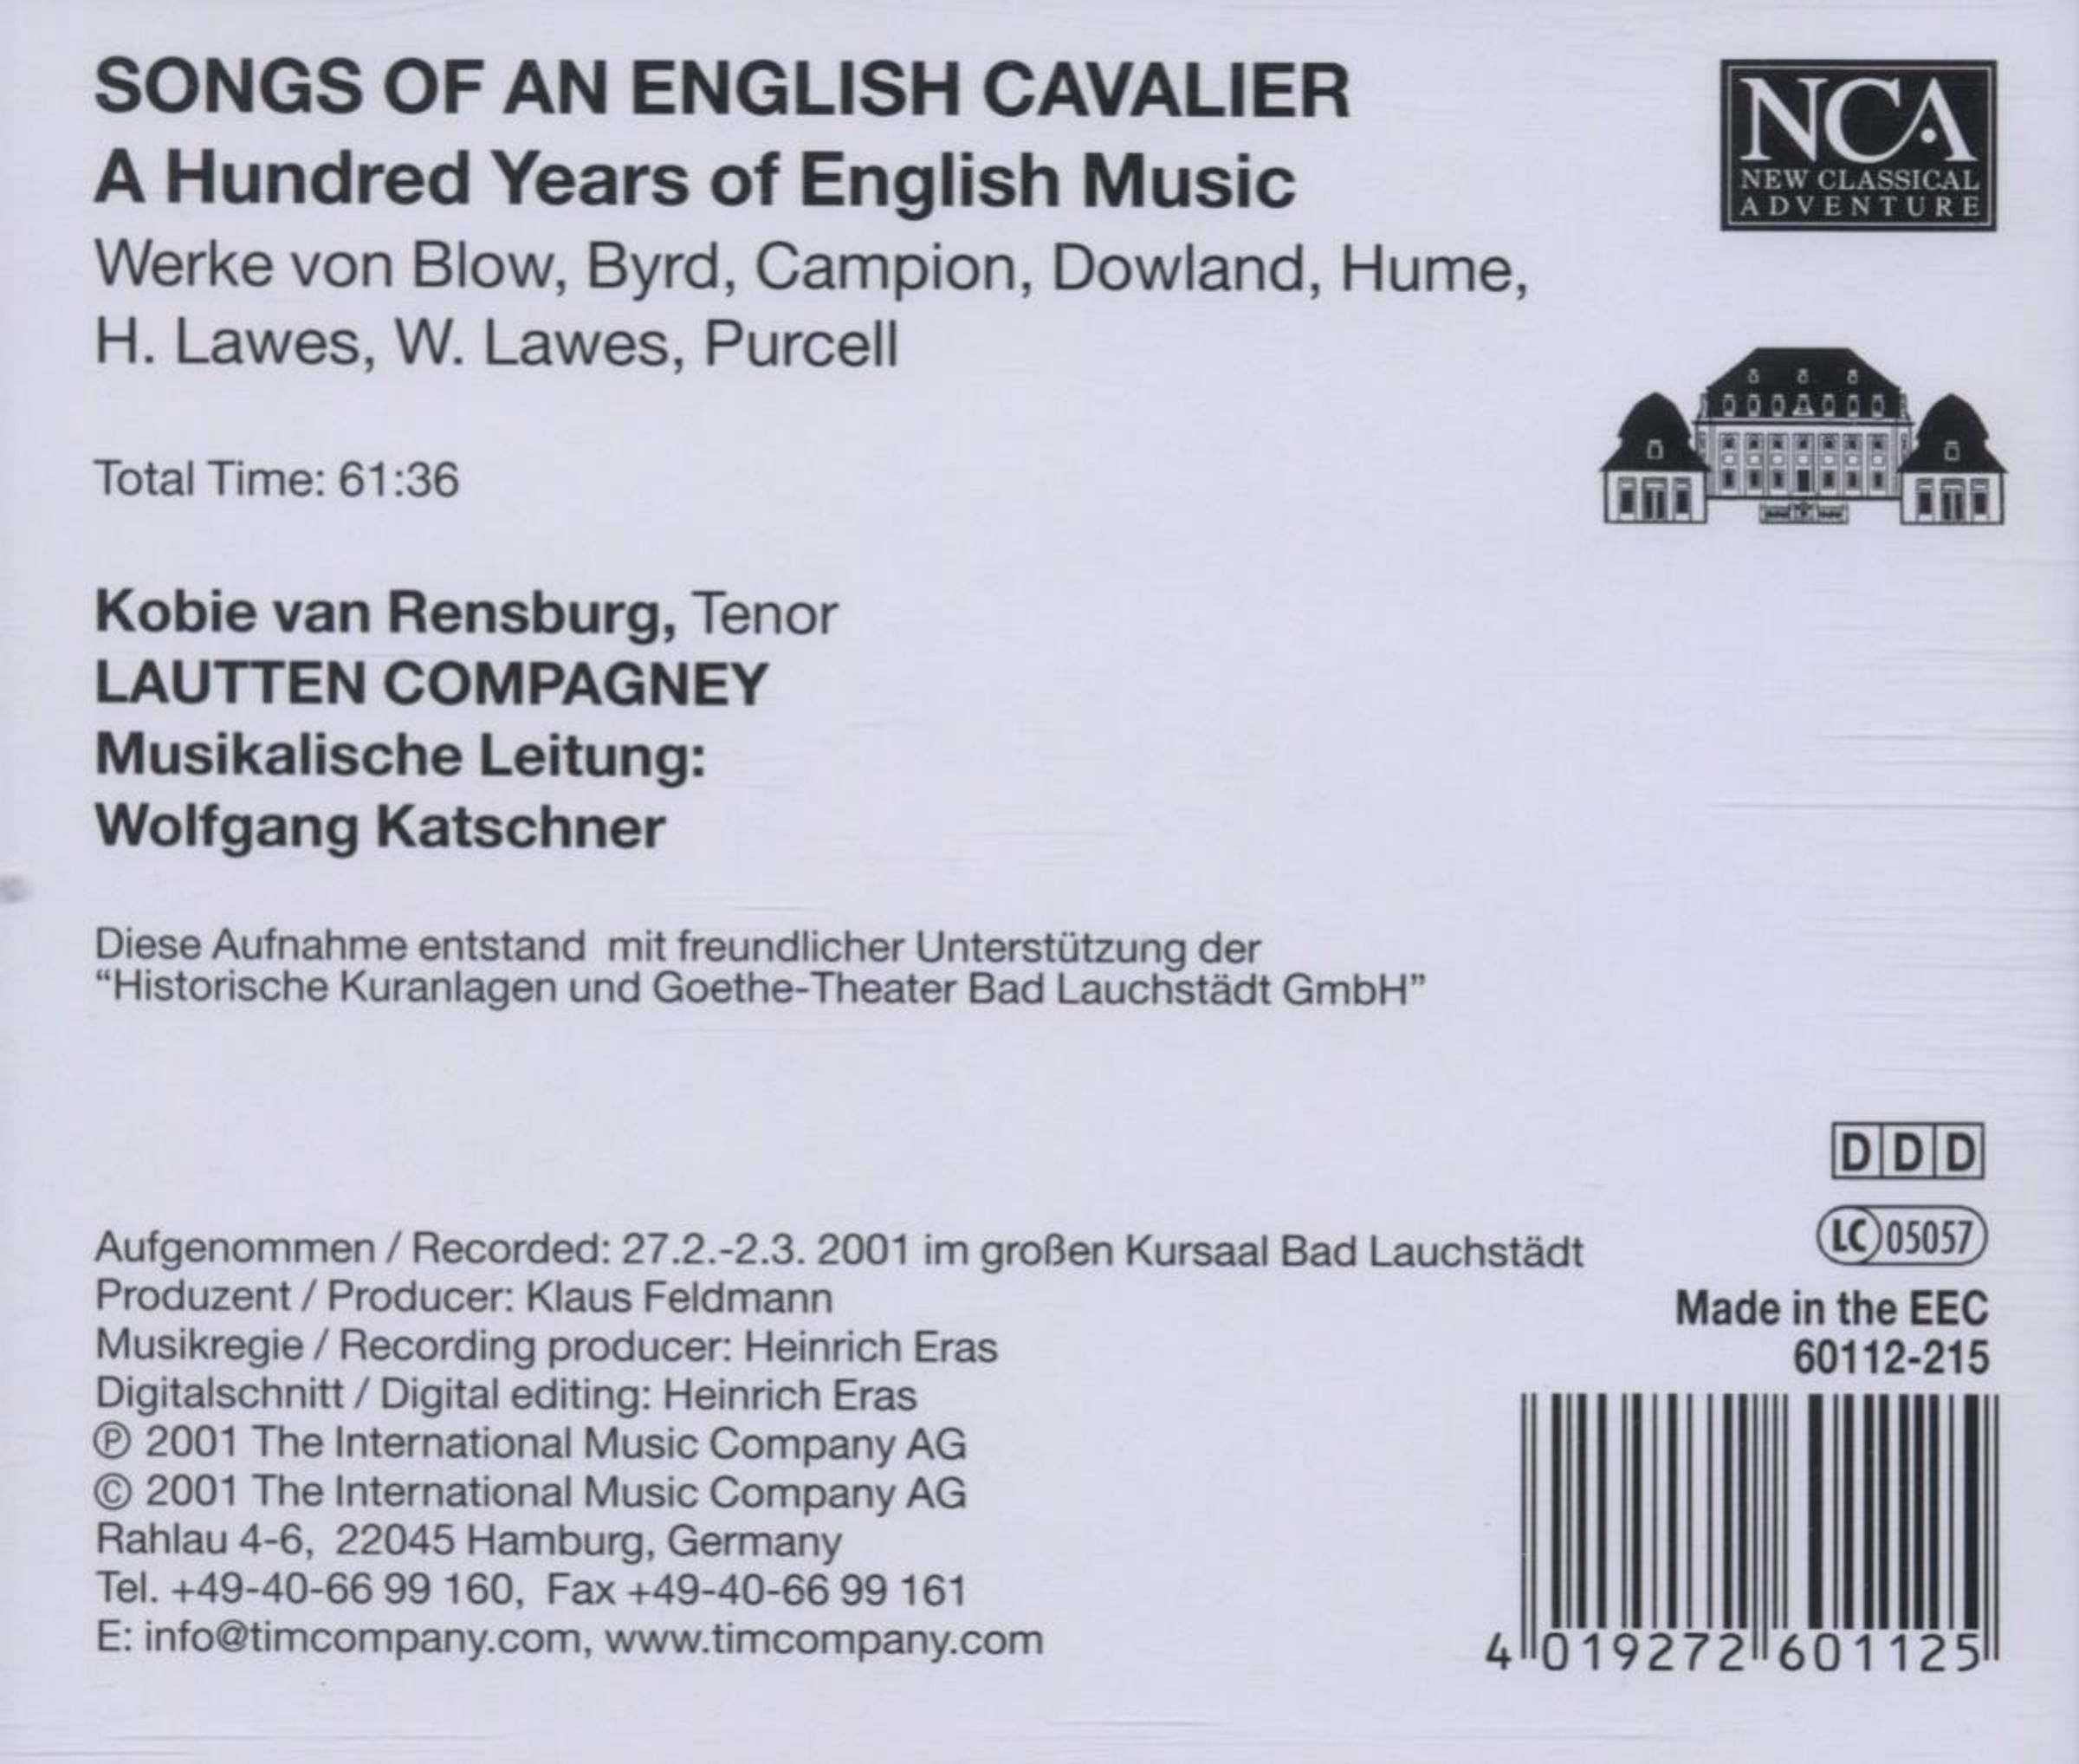 SONGS OF AN ENGLISH CAVALIER
A Hundred Years of English Music
Werke von Blow, Byrd, Campion, Dowland, Hume,
H. Lawes, W. Lawes, Purcell
NCA
NEW CLASSICAL
ADVENTURE
Total Time: 61:36
Kobie van Rensburg, Tenor
LAUTTEN COMPAGNEY
Musikalische Leitung:
Wolfgang Katschner
Diese Aufnahme entstand mit freundlicher Unterstützung der
“Historische Kuranlagen und Goethe-Theater Bad Lauchstädt GmbH”
DDD
LC 05057
Made in the EEC
60112-215
Aufgenommen / Recorded: 27.2.-2.3. 2001 im großen Kursaal Bad Lauchstädt
Produzent / Producer: Klaus Feldmann
Musikregie / Recording producer: Heinrich Eras
Digitalschnitt / Digital editing: Heinrich Eras
℗ 2001 The International Music Company AG
© 2001 The International Music Company AG
Rahlau 4-6, 22045 Hamburg, Germany
Tel. +49-40-66 99 160, Fax +49-40-66 99 161
E: info@timcompany.com, www.timcompany.com
4 019272 601125